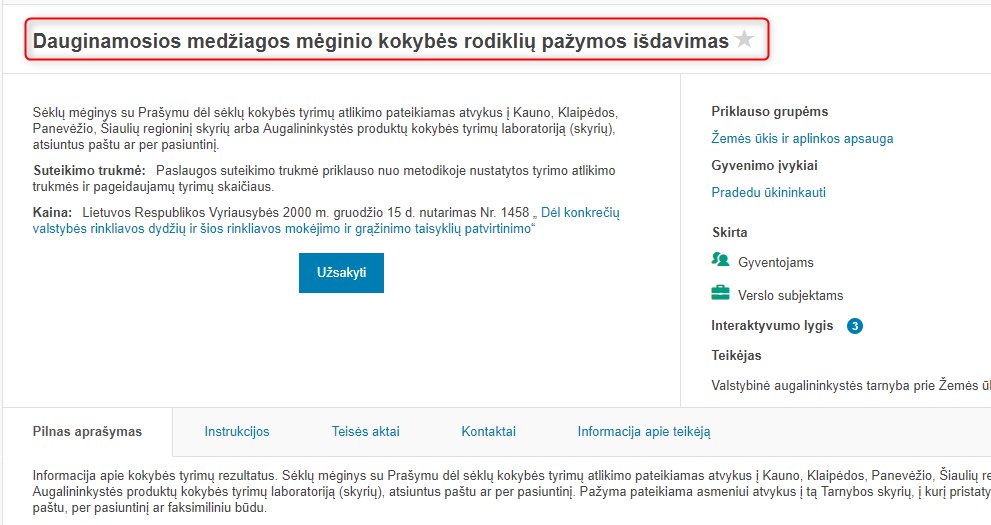 Dauginamosios medžiagos mėginio kokybės rodiklių pažymos išdavimas
Sėklų mėginys su Prašymu dėl sėklų kokybės tyrimų atlikimo pateikiamas atvykus į Kauno, Klaipėdos,
Panevėžio, Šiaulių regioninį skyrių arba Augalininkystės produktų kokybės tyrimų laboratoriją (skyrių),
atsiuntus paštu ar per pasiuntinį.
Suteikimo trukmė: Paslaugos suteikimo trukmė priklauso nuo metodikoje nustatytos tyrimo atlikimo
trukmės ir pageidaujamų tyrimų skaičiaus.
Kaina: Lietuvos Respublikos Vyriausybės 2000 m. gruodžio 15 d. nutarimas Nr. 1458 „ Dėl konkrečių
valstybės rinkliavos dydžių ir šios rinkliavos mokėjimo ir grąžinimo taisyklių patvirtinimo“
Užsakyti
Priklauso grupėms
Žemės ūkis ir aplinkos apsauga
Gyvenimo įvykiai
Pradedu ūkininkauti
Skirta
Gyventojams
Verslo subjektams
Interaktyvumo lygis 3
Teikėjas
Valstybinė augalininkystės tarnyba prie Žemės ūl
Pilnas aprašymas
Instrukcijos
Teisės aktai
Kontaktai
Informacija apie teikėją
Informacija apie kokybės tyrimų rezultatus. Sėklų mėginys su Prašymu dėl sėklų kokybės tyrimų atlikimo pateikiamas atvykus į Kauno, Klaipėdos, Panevėžio, Šiaulių re
Augalininkystės produktų kokybės tyrimų laboratoriją (skyrių), atsiuntus paštu ar per pasiuntinį. Pažyma pateikiama asmeniui atvykus į tą Tarnybos skyrių, į kurį pristaty
paštu, per pasiuntinį ar faksimiliniu būdu.